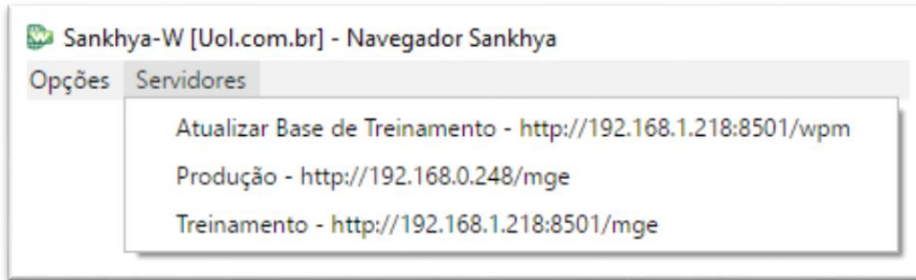 Sankhya-W [Uol.com.br] - Navegador Sankhya
Opções Servidores
Atualizar Base de Treinamento - http://192.168.1.218:8501/wpm
Produção - http://192.168.0.248/mge
Treinamento - http://192.168.1.218:8501/mge